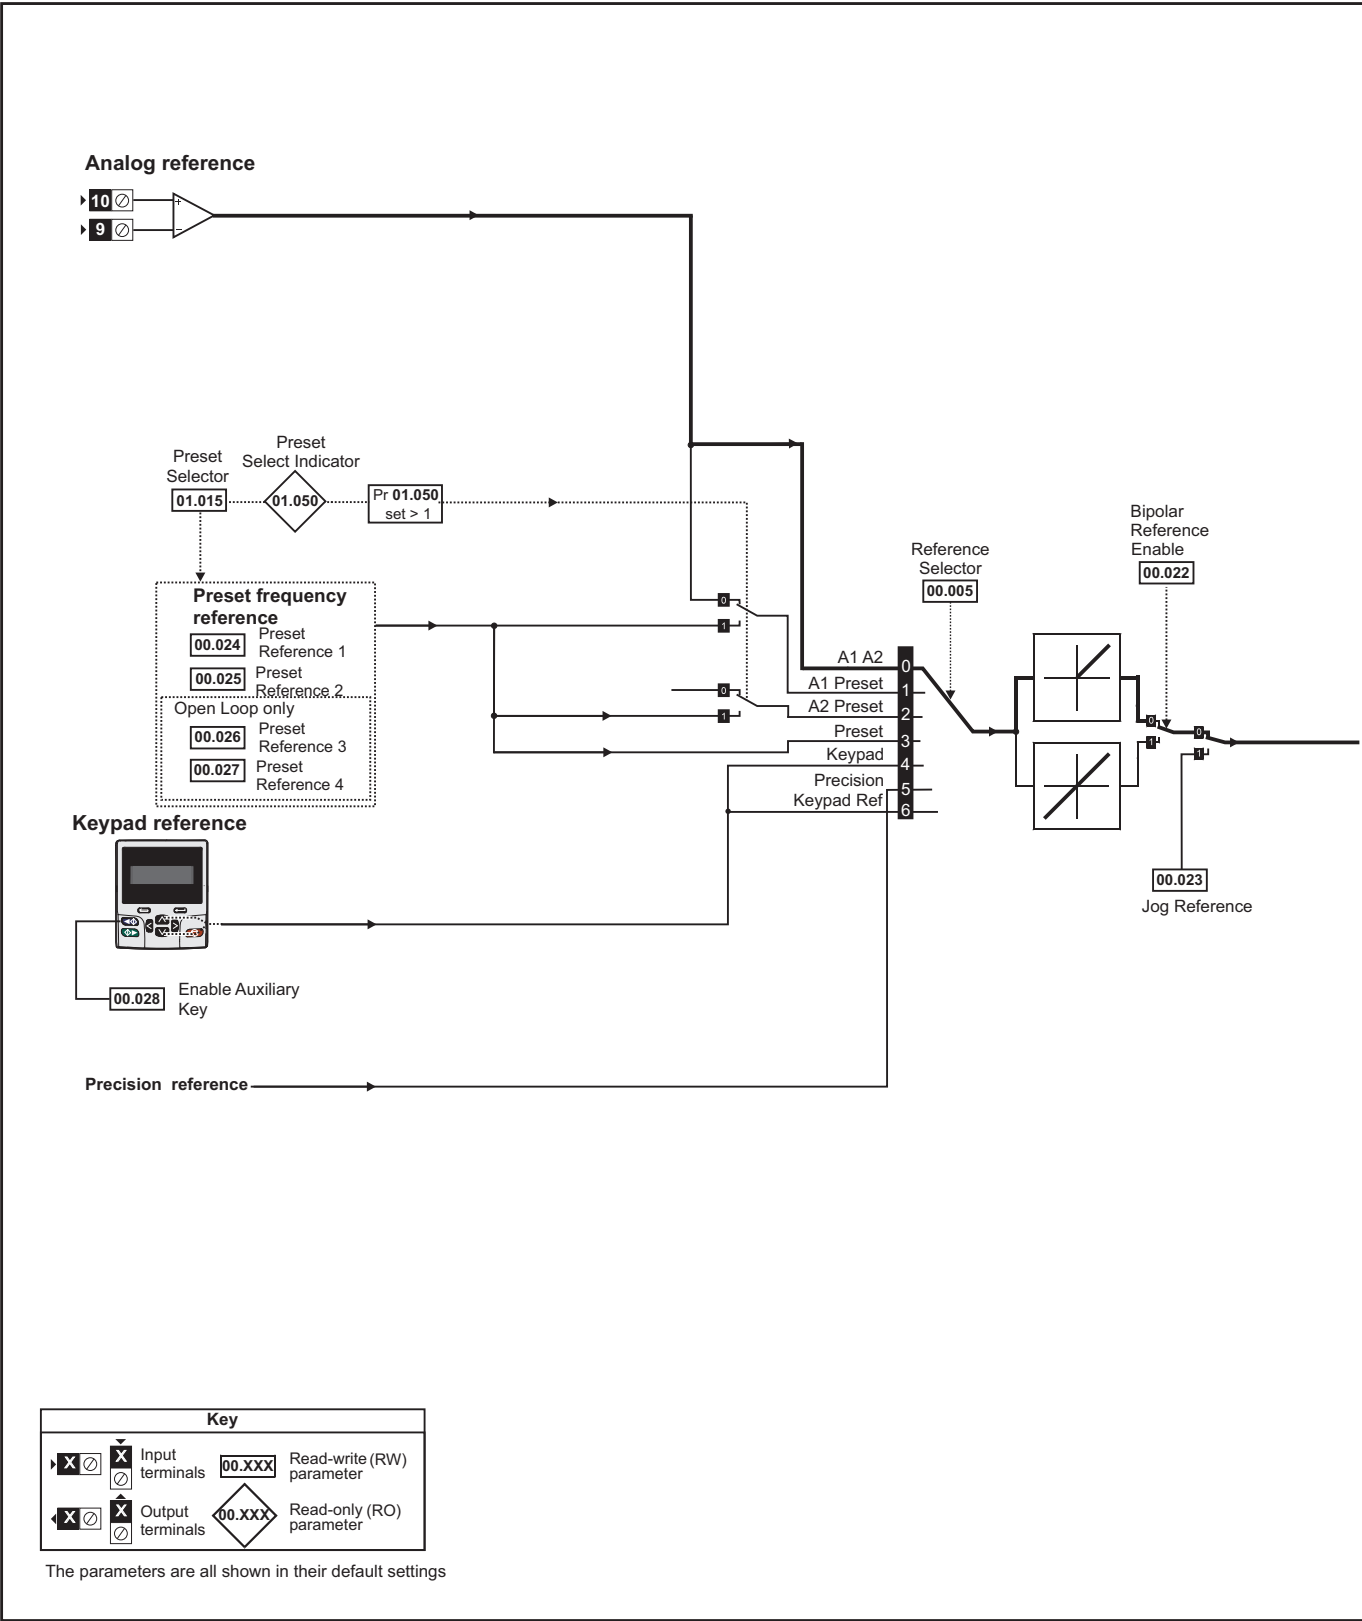 Analog reference
10
+
9
−
Preset
Selector
01.015
Preset
Select Indicator
01.050
Pr 01.050
set > 1
Preset frequency
reference
00.024
Preset
Reference 1
00.025
Preset
Reference 2
Open Loop only
00.026
Preset
Reference 3
00.027
Preset
Reference 4
0
1
0
1
Keypad reference
00.028
Enable Auxiliary
Key
Precision reference
A1 A2
0
A1 Preset
1
A2 Preset
2
Preset
3
Keypad
4
Precision
5
Keypad Ref
6
Reference
Selector
00.005
Bipolar
Reference
Enable
00.022
0
1
0
1
00.023
Jog Reference
Key
X
X
Input
terminals
00.XXX
Read-write (RW)
parameter
X
X
Output
terminals
00.XXX
Read-only (RO)
parameter
The parameters are all shown in their default settings